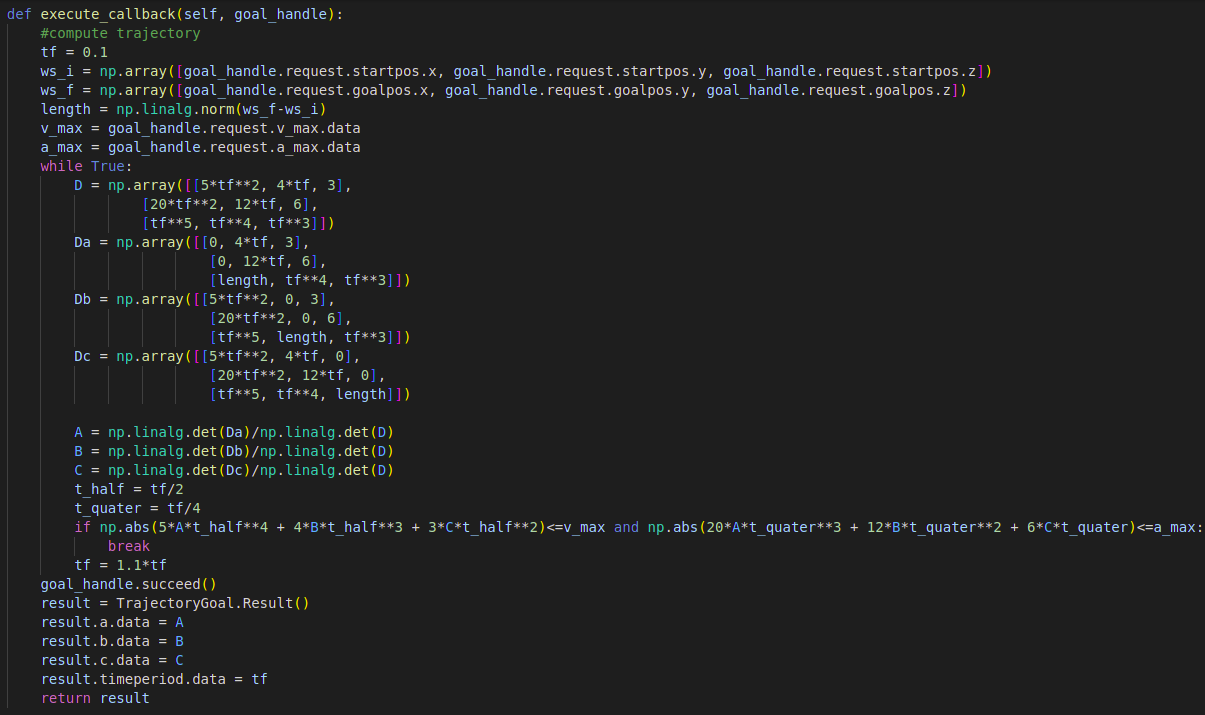 def execute_callback(self, goal_handle):
    #compute trajectory
    tf = 0.1
    ws_i = np.array([goal_handle.request.startpos.x, goal_handle.request.startpos.y, goal_handle.request.startpos.z])
    ws_f = np.array([goal_handle.request.goalpos.x, goal_handle.request.goalpos.y, goal_handle.request.goalpos.z])
    length = np.linalg.norm(ws_f-ws_i)
    v_max = goal_handle.request.v_max.data
    a_max = goal_handle.request.a_max.data
    while True:
        D = np.array([[5*tf**2, 4*tf, 3],
                [20*tf**2, 12*tf, 6],
                [tf**5, tf**4, tf**3]])
        Da = np.array([[0, 4*tf, 3],
                        [0, 12*tf, 6],
                        [length, tf**4, tf**3]])
        Db = np.array([[5*tf**2, 0, 3],
                        [20*tf**2, 0, 6],
                        [tf**5, length, tf**3]])
        Dc = np.array([[5*tf**2, 4*tf, 0],
                        [20*tf**2, 12*tf, 0],
                        [tf**5, tf**4, length]])

        A = np.linalg.det(Da)/np.linalg.det(D)
        B = np.linalg.det(Db)/np.linalg.det(D)
        C = np.linalg.det(Dc)/np.linalg.det(D)
        t_half = tf/2
        t_quater = tf/4
        if np.abs(5*A*t_half**4 + 4*B*t_half**3 + 3*C*t_half**2)<=v_max and np.abs(20*A*t_quater**3 + 12*B*t_quater**2 + 6*C*t_quater)<=a_max:
            break
        tf = 1.1*tf
    goal_handle.succeed()
    result = TrajectoryGoal.Result()
    result.a.data = A
    result.b.data = B
    result.c.data = C
    result.timeperiod.data = tf
    return result